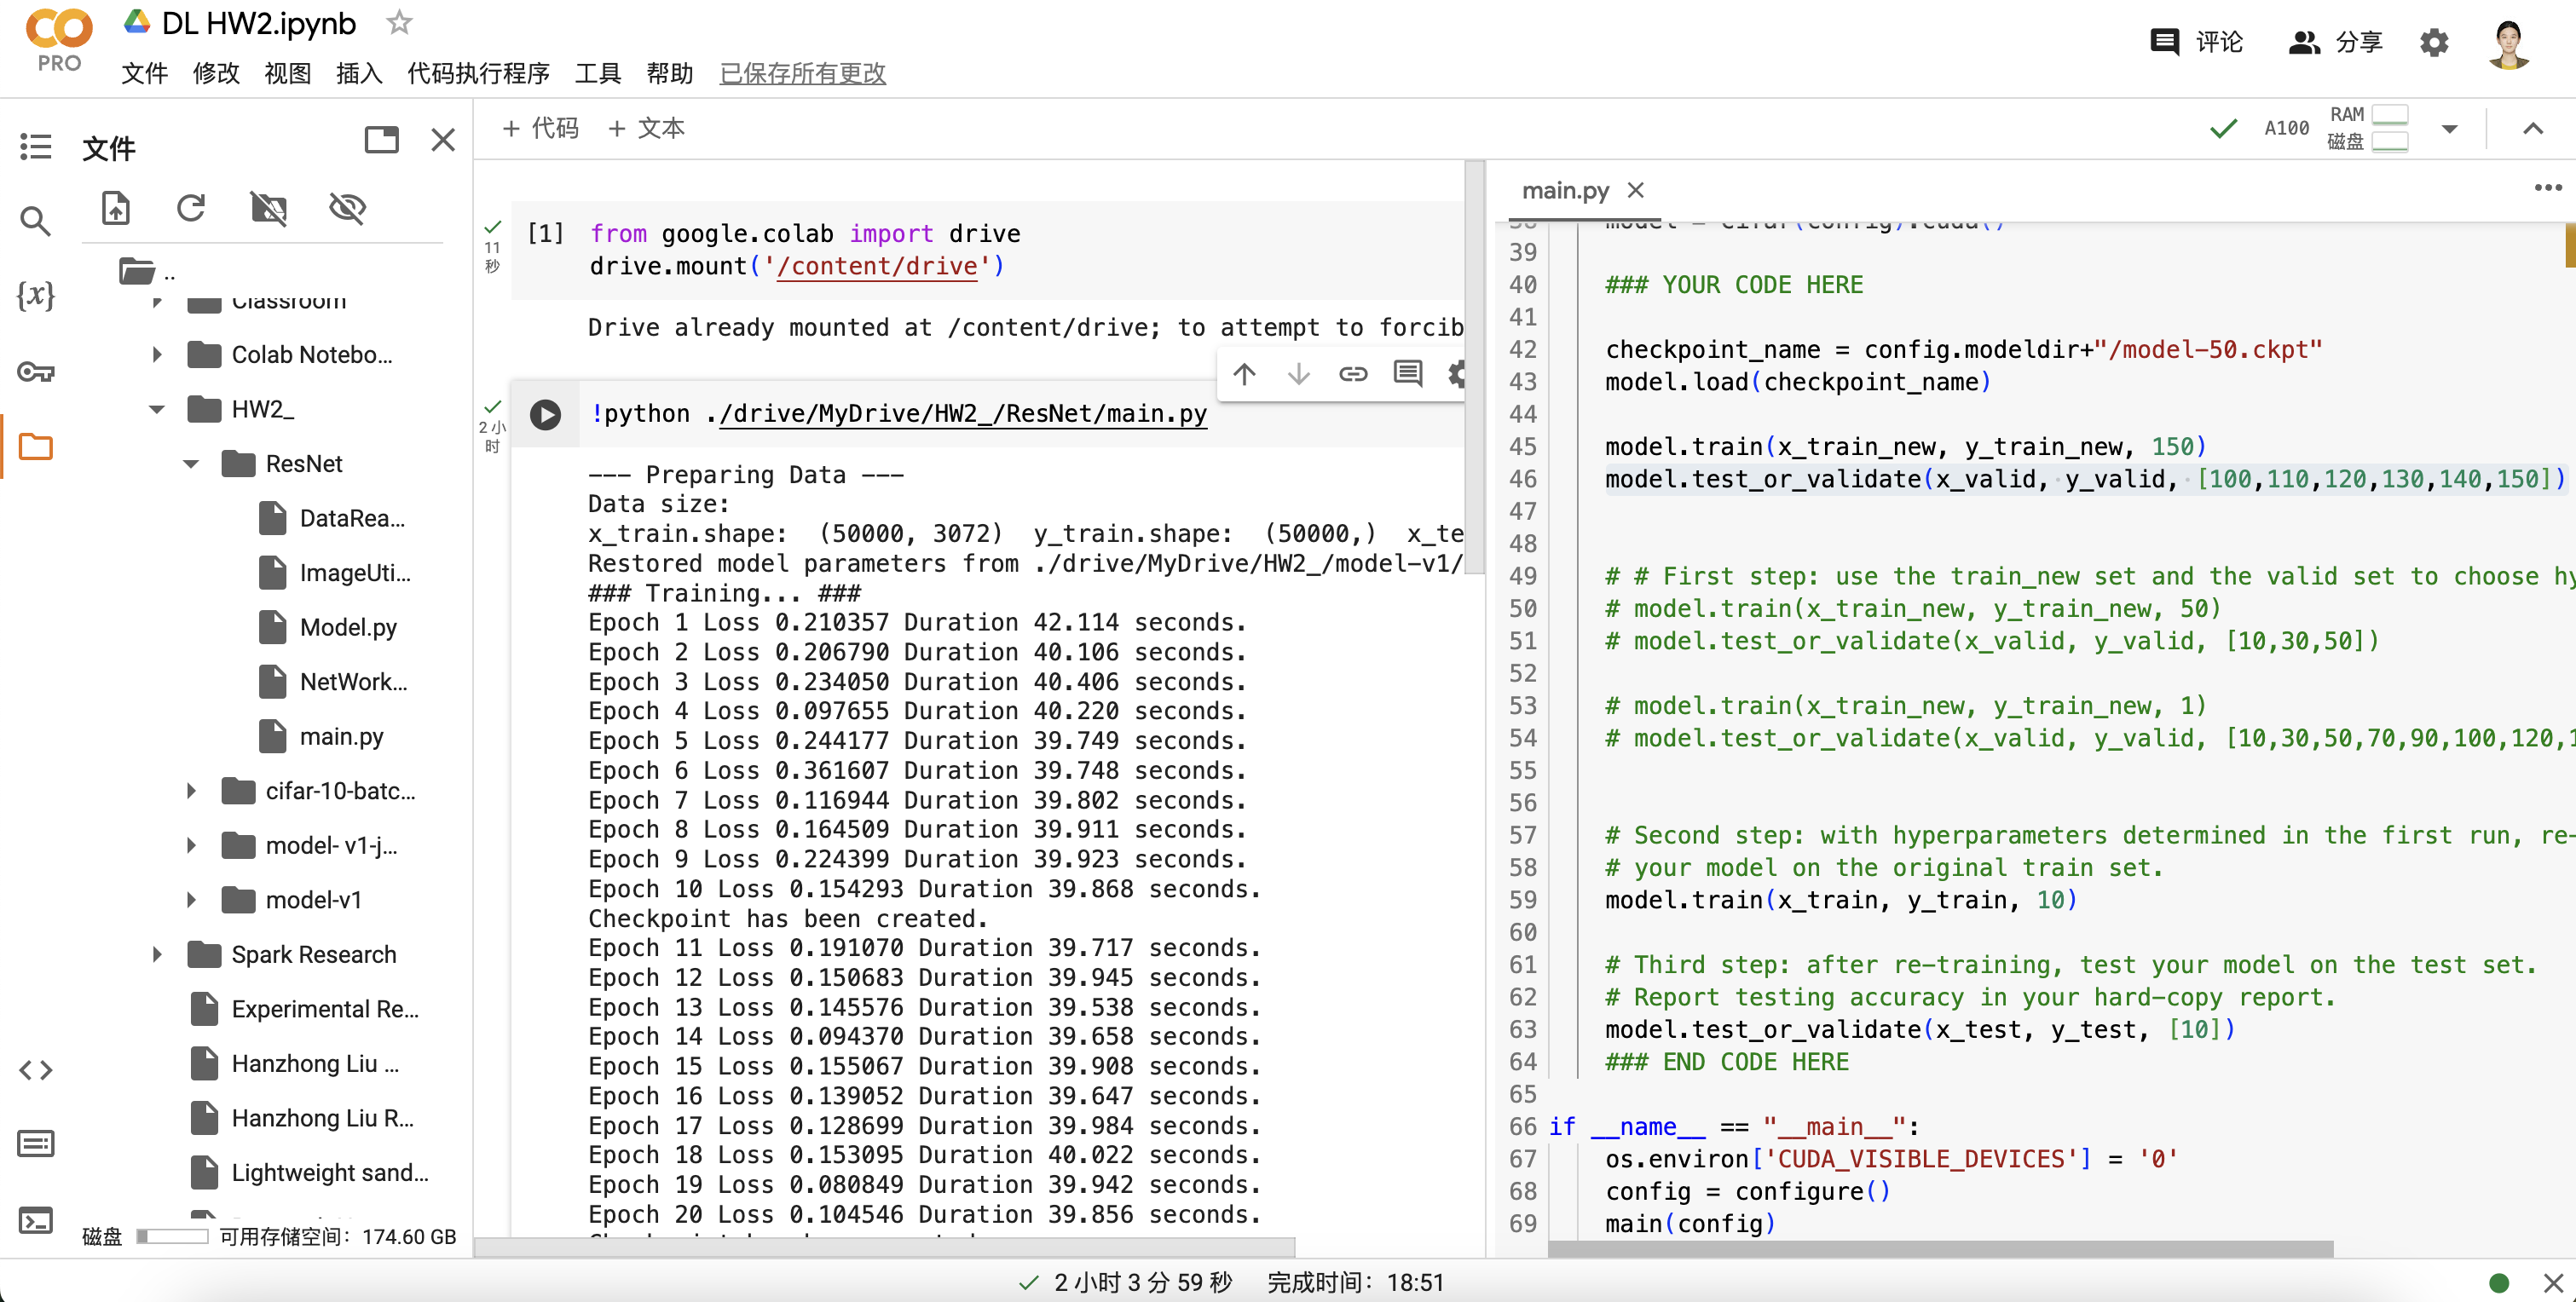 DL HW2.ipynb
PRO
文件 修改 视图 插入 代码执行程序 工具 帮助 已保存所有更改
评论 分享
文件
+ 代码 + 文本
A100
RAM
磁盘
..
Classroom
Colab Notebo...
HW2_
ResNet
DataRea...
ImageUti...
Model.py
NetWork...
main.py
cifar-10-batc...
model- v1-j...
model-v1
Spark Research
Experimental Re...
Hanzhong Liu ...
Hanzhong Liu R...
Lightweight sand...
磁盘 可用存储空间：174.60 GB
11
秒
[1] from google.colab import drive
drive.mount('/content/drive')
Drive already mounted at /content/drive; to attempt to forcib
2 小
时
!python ./drive/MyDrive/HW2_/ResNet/main.py
--- Preparing Data ---
Data size:
x_train.shape:  (50000, 3072)  y_train.shape:  (50000,)  x_te
Restored model parameters from ./drive/MyDrive/HW2_/model-v1/
### Training... ###
Epoch 1 Loss 0.210357 Duration 42.114 seconds.
Epoch 2 Loss 0.206790 Duration 40.106 seconds.
Epoch 3 Loss 0.234050 Duration 40.406 seconds.
Epoch 4 Loss 0.097655 Duration 40.220 seconds.
Epoch 5 Loss 0.244177 Duration 39.749 seconds.
Epoch 6 Loss 0.361607 Duration 39.748 seconds.
Epoch 7 Loss 0.116944 Duration 39.802 seconds.
Epoch 8 Loss 0.164509 Duration 39.911 seconds.
Epoch 9 Loss 0.224399 Duration 39.923 seconds.
Epoch 10 Loss 0.154293 Duration 39.868 seconds.
Checkpoint has been created.
Epoch 11 Loss 0.191070 Duration 39.717 seconds.
Epoch 12 Loss 0.150683 Duration 39.945 seconds.
Epoch 13 Loss 0.145576 Duration 39.538 seconds.
Epoch 14 Loss 0.094370 Duration 39.658 seconds.
Epoch 15 Loss 0.155067 Duration 39.908 seconds.
Epoch 16 Loss 0.139052 Duration 39.647 seconds.
Epoch 17 Loss 0.128699 Duration 39.984 seconds.
Epoch 18 Loss 0.153095 Duration 40.022 seconds.
Epoch 19 Loss 0.080849 Duration 39.942 seconds.
Epoch 20 Loss 0.104546 Duration 39.856 seconds.
main.py
38 model = cifar(config).cuda()
39
40 ### YOUR CODE HERE
41
42 checkpoint_name = config.modeldir+"/model-50.ckpt"
43 model.load(checkpoint_name)
44
45 model.train(x_train_new, y_train_new, 150)
46 model.test_or_validate(x_valid, y_valid, [100,110,120,130,140,150])
47
48
49 # # First step: use the train_new set and the valid set to choose hy
50 # model.train(x_train_new, y_train_new, 50)
51 # model.test_or_validate(x_valid, y_valid, [10,30,50])
52
53 # model.train(x_train_new, y_train_new, 1)
54 # model.test_or_validate(x_valid, y_valid, [10,30,50,70,90,100,120,1
55
56
57 # Second step: with hyperparameters determined in the first run, re-
58 # your model on the original train set.
59 model.train(x_train, y_train, 10)
60
61 # Third step: after re-training, test your model on the test set.
62 # Report testing accuracy in your hard-copy report.
63 model.test_or_validate(x_test, y_test, [10])
64 ### END CODE HERE
65
66 if __name__ == "__main__":
67 os.environ['CUDA_VISIBLE_DEVICES'] = '0'
68 config = configure()
69 main(config)
2 小时 3 分 59 秒 完成时间：18:51